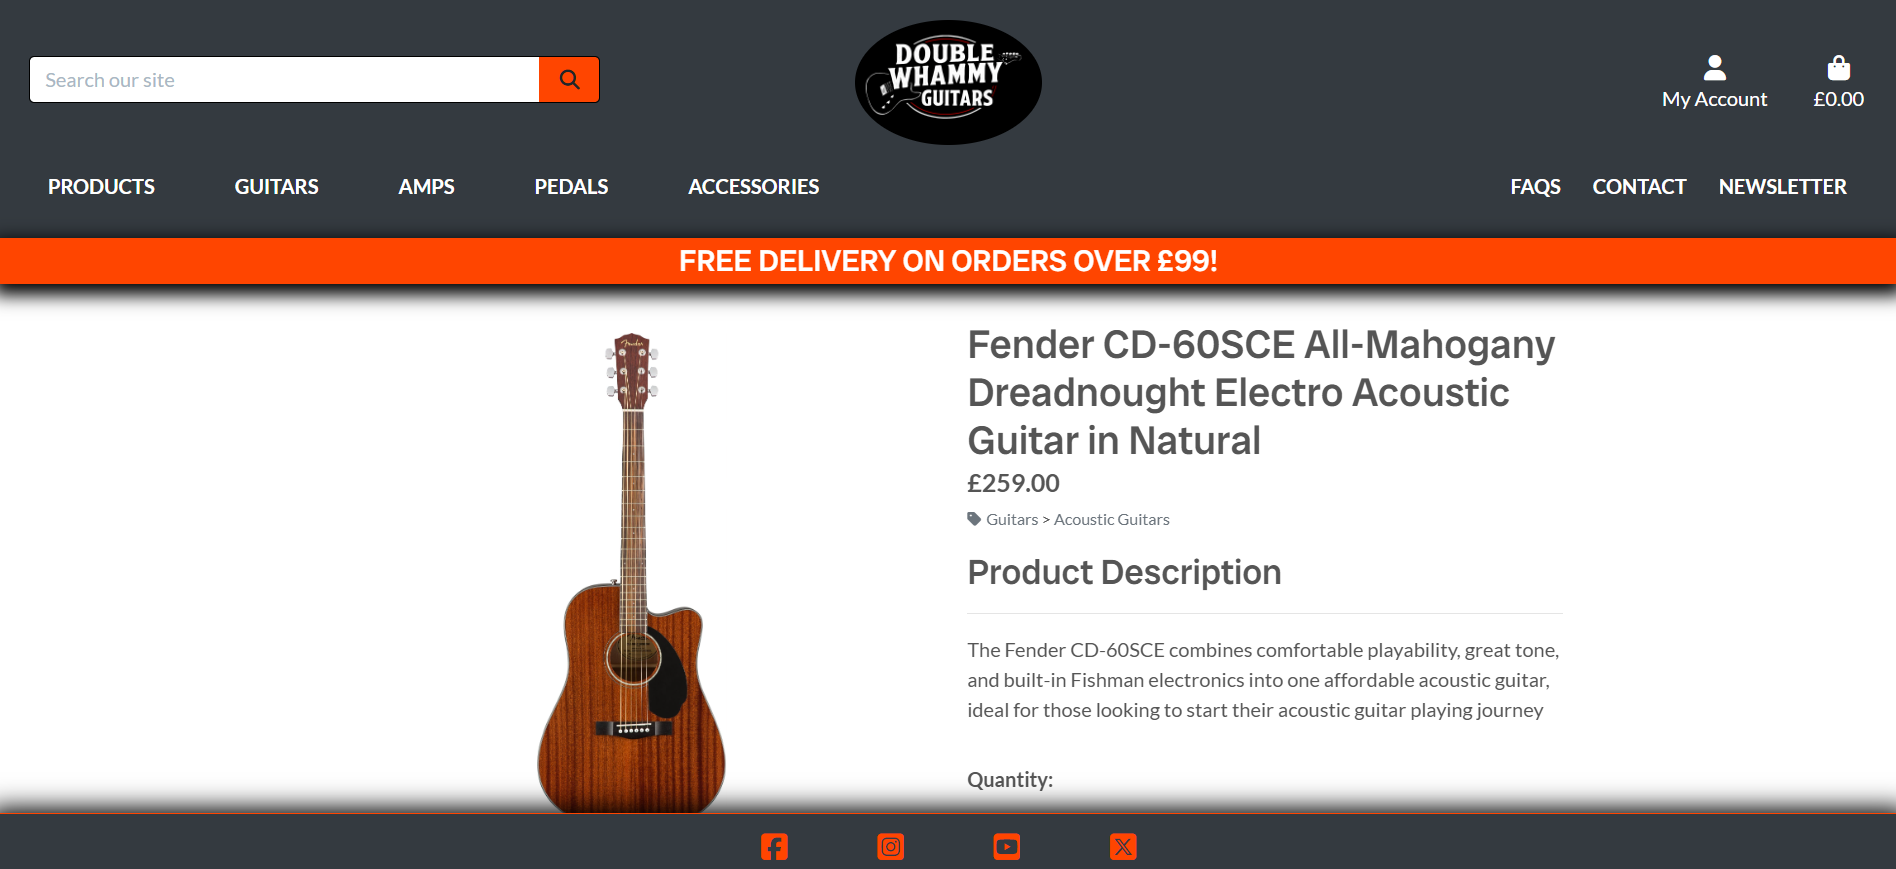 Search our site
DOUBLE
WHAMMY
GUITARS
My Account
£0.00
PRODUCTS
GUITARS
AMPS
PEDALS
ACCESSORIES
FAQS
CONTACT
NEWSLETTER
FREE DELIVERY ON ORDERS OVER £99!
Fender
Fender CD-60SCE All-Mahogany
Dreadnought Electro Acoustic
Guitar in Natural
£259.00
Guitars > Acoustic Guitars
Product Description
The Fender CD-60SCE combines comfortable playability, great tone,
and built-in Fishman electronics into one affordable acoustic guitar,
ideal for those looking to start their acoustic guitar playing journey
Quantity: